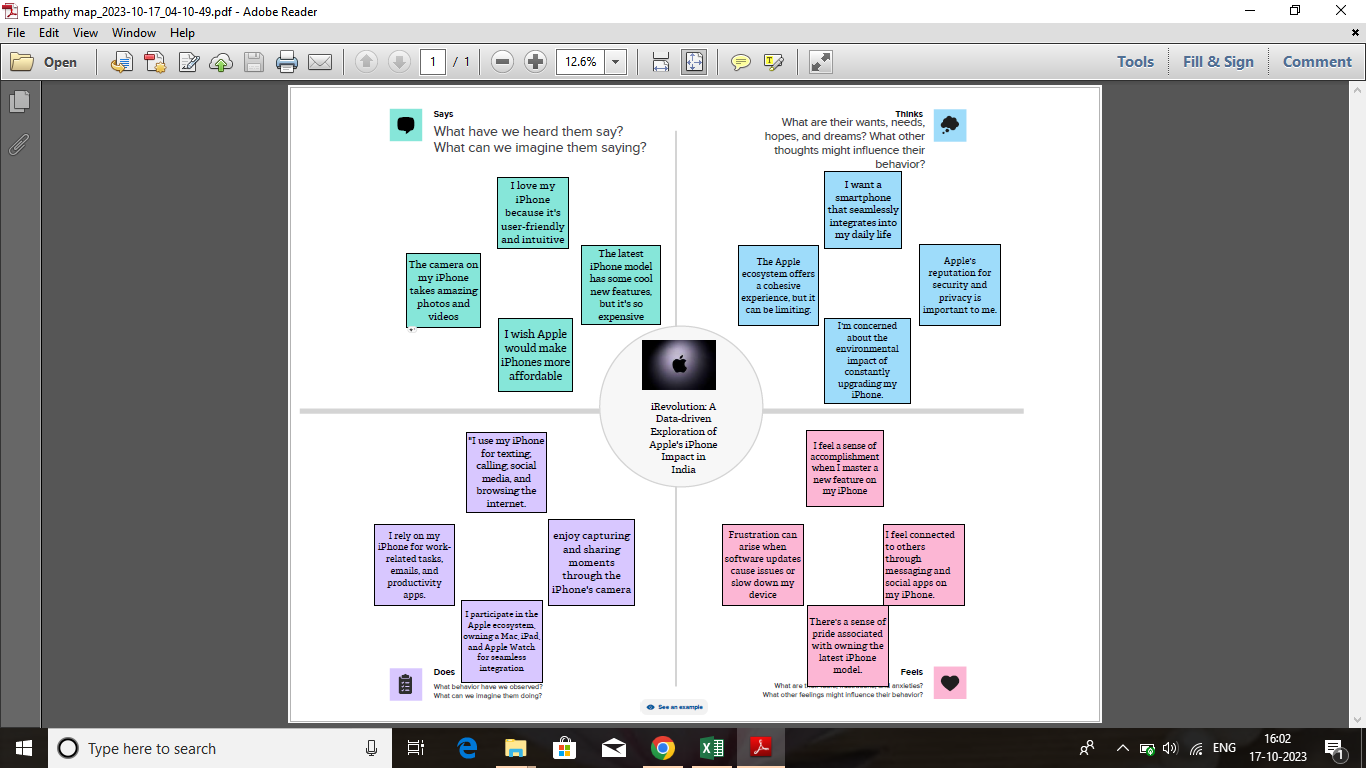 Empathy map_2023-10-17_04-10-49.pdf - Adobe Reader
File Edit View Window Help
Open
1 / 1
12.6%
Tools Fill & Sign Comment
Says
What have we heard them say?
What can we imagine them saying?
Thinks
What are their wants, needs,
hopes, and dreams? What other
thoughts might influence their
behavior?
I love my
iPhone
because it's
user-friendly
and intuitive
The camera on
my iPhone
takes amazing
photos and
videos
The latest
iPhone model
has some cool
new features,
but it's so
expensive
I wish Apple
would make
iPhones more
affordable
I want a
smartphone
that seamlessly
integrates into
my daily life
The Apple
ecosystem offers
a cohesive
experience, but it
can be limiting.
Apple's
reputation for
security and
privacy is
important to me.
I'm concerned
about the
environmental
impact of
constantly
upgrading my
iPhone.
iRevolution: A
Data-driven
Exploration of
Apple's iPhone
Impact in
India
"I use my iPhone
for texting,
calling, social
media, and
browsing the
internet.
I rely on my
iPhone for work-
related tasks,
emails, and
productivity
apps.
enjoy capturing
and sharing
moments
through the
iPhone's camera
I participate in the
Apple ecosystem,
owning a Mac, iPad,
and Apple Watch
for seamless
integration
I feel a sense of
accomplishment
when I master a
new feature on
my iPhone
Frustration can
arise when
software updates
cause issues or
slow down my
device
I feel connected
to others
through
messaging and
social apps on
my iPhone.
There's a sense of
pride associated
with owning the
latest iPhone
model.
Does
What behavior have we observed?
What can we imagine them doing?
Feels
What are anxieties?
What other feelings might influence their behavior?
See an example
Type here to search
ENG
16:02
17-10-2023
1